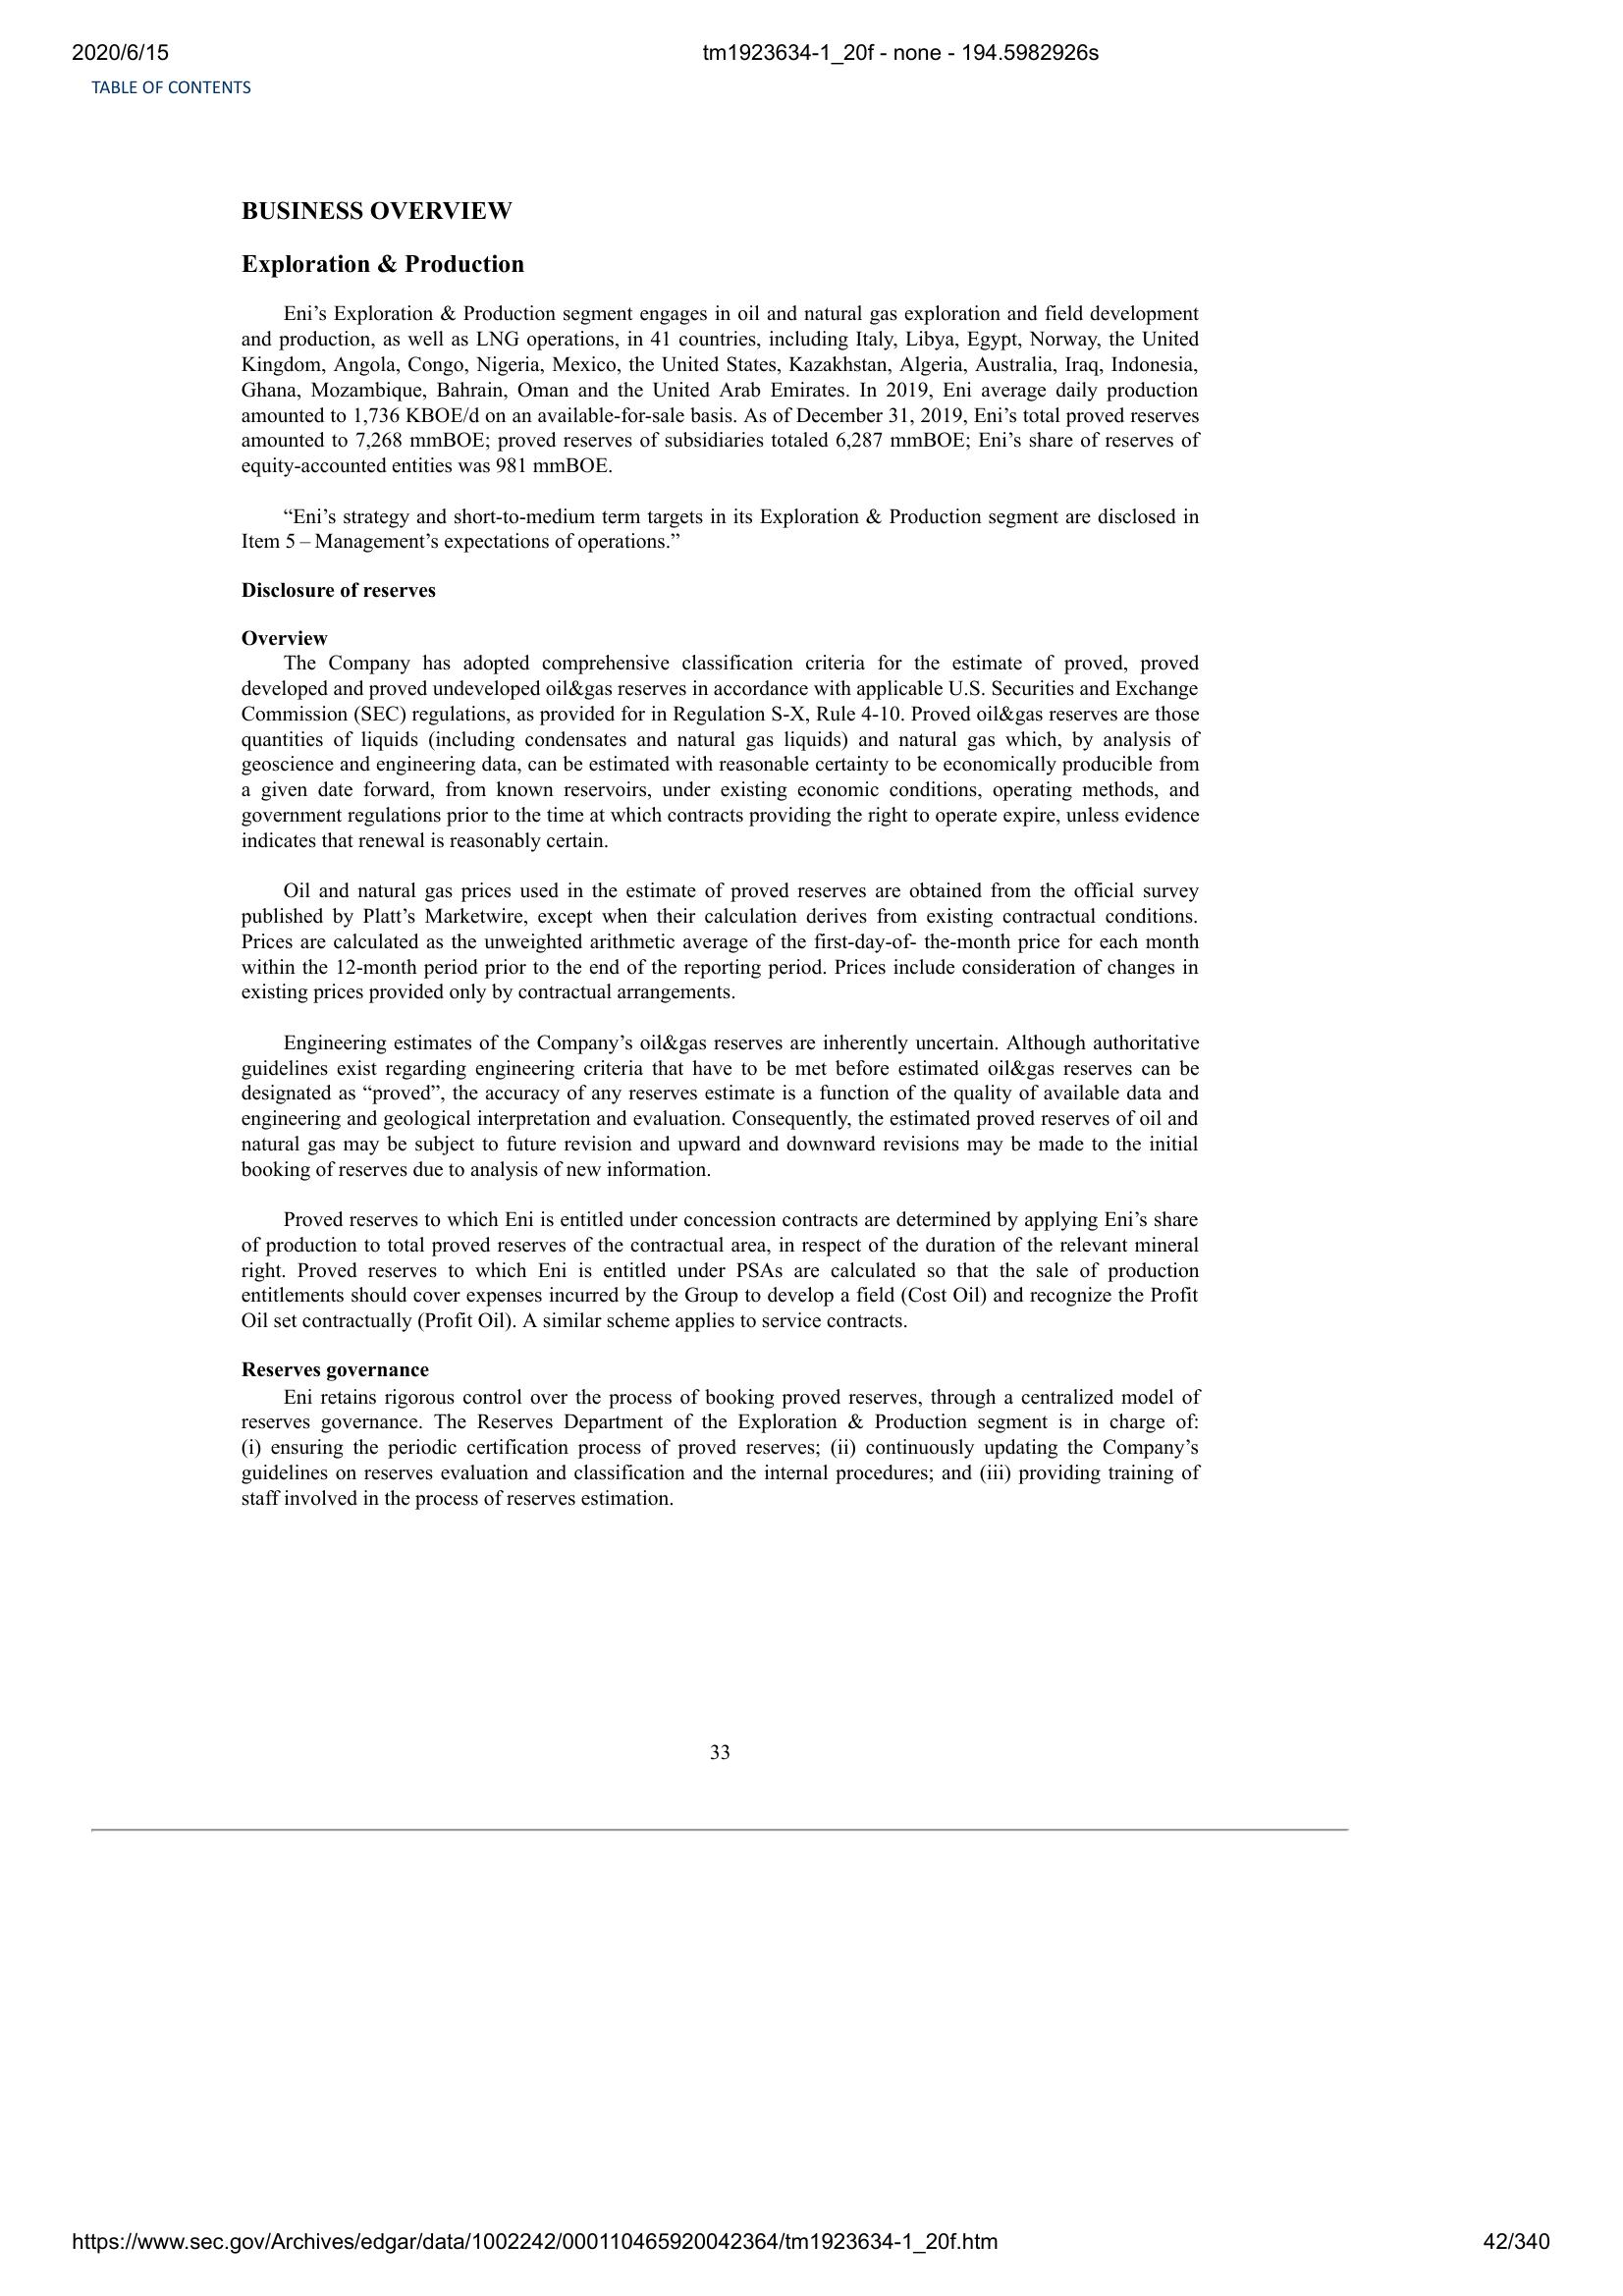 2020/6/15
tm1923634-1_20f - none - 194.5982926s
TABLE OF CONTENTS
BUSINESS OVERVIEW
Exploration & Production
Eni’s Exploration & Production segment engages in oil and natural gas exploration and field development
and production, as well as LNG operations, in 41 countries, including Italy, Libya, Egypt, Norway, the United
Kingdom, Angola, Congo, Nigeria, Mexico, the United States, Kazakhstan, Algeria, Australia, Iraq, Indonesia,
Ghana, Mozambique, Bahrain, Oman and the United Arab Emirates. In 2019, Eni average daily production
amounted to 1,736 KBOE/d on an available-for-sale basis. As of December 31, 2019, Eni’s total proved reserves
amounted to 7,268 mmBOE; proved reserves of subsidiaries totaled 6,287 mmBOE; Eni’s share of reserves of
equity-accounted entities was 981 mmBOE.
“Eni’s strategy and short-to-medium term targets in its Exploration & Production segment are disclosed in
Item 5 – Management’s expectations of operations.”
Disclosure of reserves
Overview
The Company has adopted comprehensive classification criteria for the estimate of proved, proved
developed and proved undeveloped oil&gas reserves in accordance with applicable U.S. Securities and Exchange
Commission (SEC) regulations, as provided for in Regulation S-X, Rule 4-10. Proved oil&gas reserves are those
quantities of liquids (including condensates and natural gas liquids) and natural gas which, by analysis of
geoscience and engineering data, can be estimated with reasonable certainty to be economically producible from
a given date forward, from known reservoirs, under existing economic conditions, operating methods, and
government regulations prior to the time at which contracts providing the right to operate expire, unless evidence
indicates that renewal is reasonably certain.
Oil and natural gas prices used in the estimate of proved reserves are obtained from the official survey
published by Platt’s Marketwire, except when their calculation derives from existing contractual conditions.
Prices are calculated as the unweighted arithmetic average of the first-day-of- the-month price for each month
within the 12-month period prior to the end of the reporting period. Prices include consideration of changes in
existing prices provided only by contractual arrangements.
Engineering estimates of the Company’s oil&gas reserves are inherently uncertain. Although authoritative
guidelines exist regarding engineering criteria that have to be met before estimated oil&gas reserves can be
designated as “proved”, the accuracy of any reserves estimate is a function of the quality of available data and
engineering and geological interpretation and evaluation. Consequently, the estimated proved reserves of oil and
natural gas may be subject to future revision and upward and downward revisions may be made to the initial
booking of reserves due to analysis of new information.
Proved reserves to which Eni is entitled under concession contracts are determined by applying Eni’s share
of production to total proved reserves of the contractual area, in respect of the duration of the relevant mineral
right. Proved reserves to which Eni is entitled under PSAs are calculated so that the sale of production
entitlements should cover expenses incurred by the Group to develop a field (Cost Oil) and recognize the Profit
Oil set contractually (Profit Oil). A similar scheme applies to service contracts.
Reserves governance
Eni retains rigorous control over the process of booking proved reserves, through a centralized model of
reserves governance. The Reserves Department of the Exploration & Production segment is in charge of:
(i) ensuring the periodic certification process of proved reserves; (ii) continuously updating the Company’s
guidelines on reserves evaluation and classification and the internal procedures; and (iii) providing training of
staff involved in the process of reserves estimation.
33
https://www.sec.gov/Archives/edgar/data/1002242/000110465920042364/tm1923634-1_20f.htm
42/340